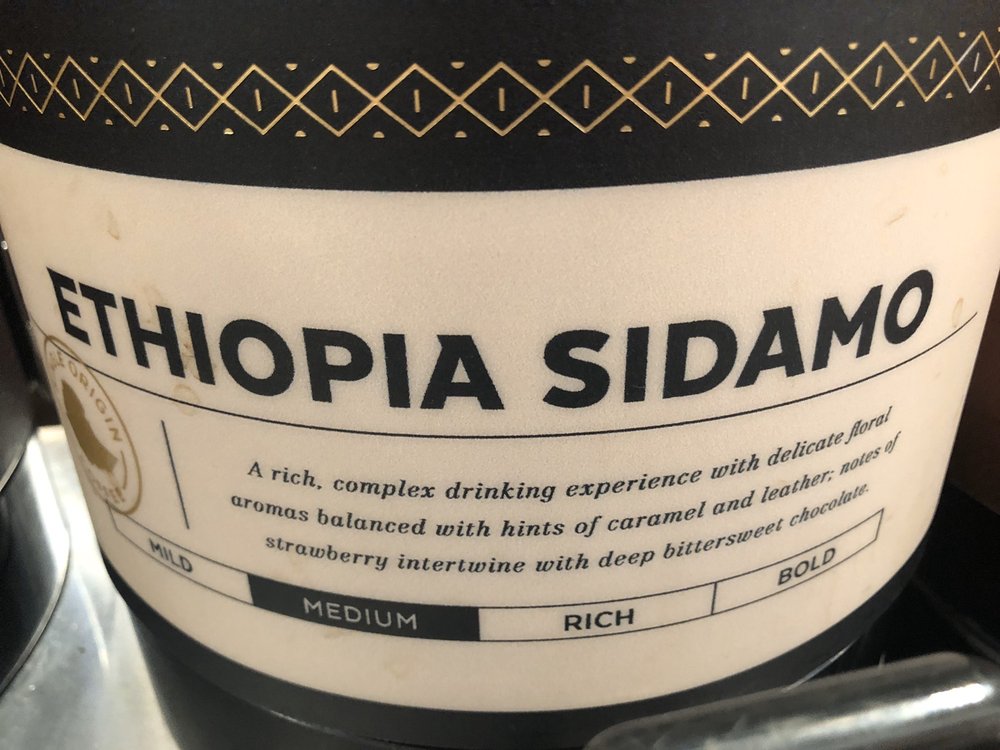 ETHIOPIA SIDAMO
ORIGIN
A rich, complex drinking experience with delicate floral
aromas balanced with hints of caramel and leather; notes of
strawberry intertwine with deep bittersweet chocolate.
MILD
MEDIUM
RICH
BOLD